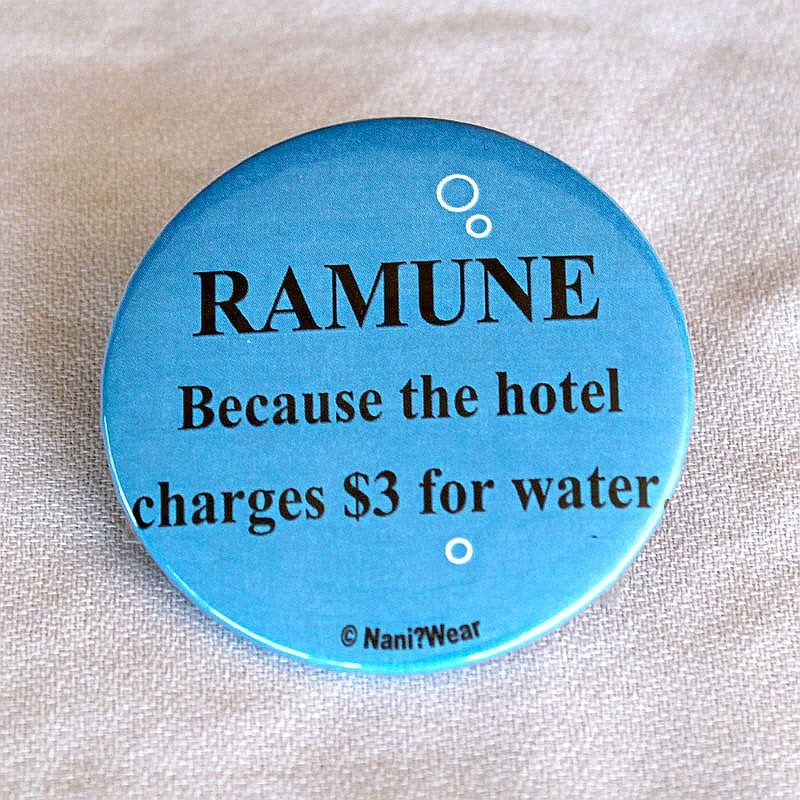 RAMUNE
Because the hotel
charges $3 for water.
© Nani?Wear